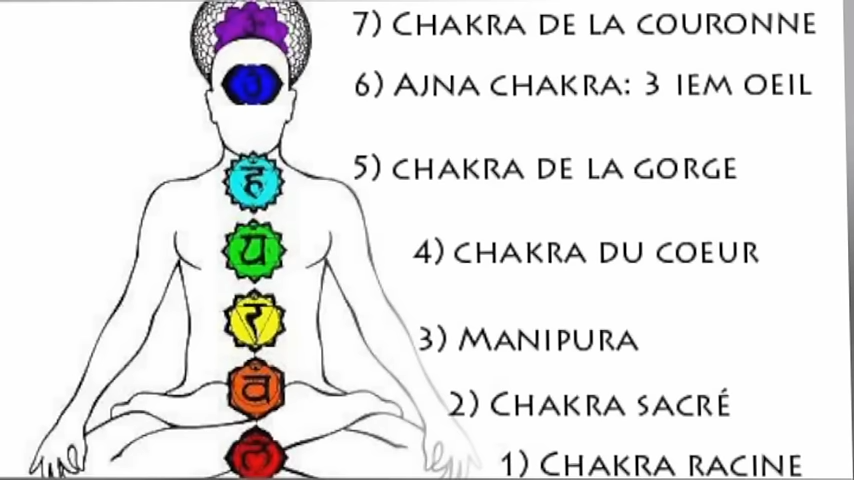 7) CHAKRA DE LA COURONNE
ॐ
6) AJNA CHAKRA: 3 IEM OEIL
5) CHAKRA DE LA GORGE
ह
4) CHAKRA DU COEUR
य
3) MANIPURA
र
2) CHAKRA SACRÉ
व
1) CHAKRA RACINE